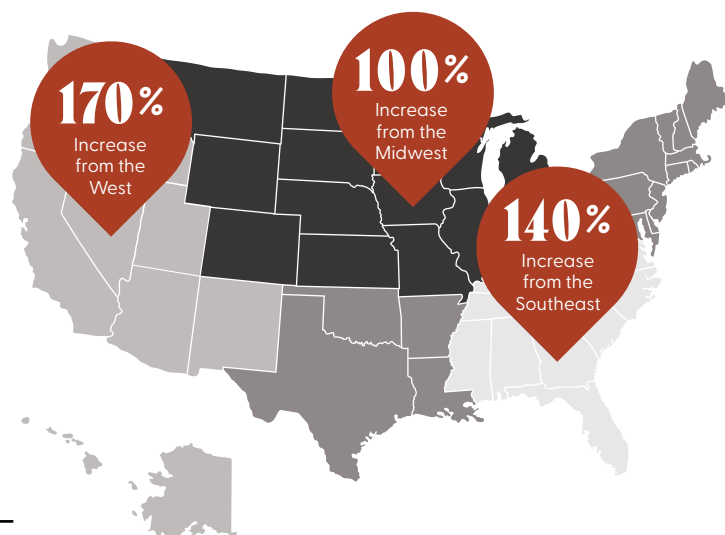 170%
Increase
from the
West
100%
Increase
from the
Midwest
140%
Increase
from the
Southeast